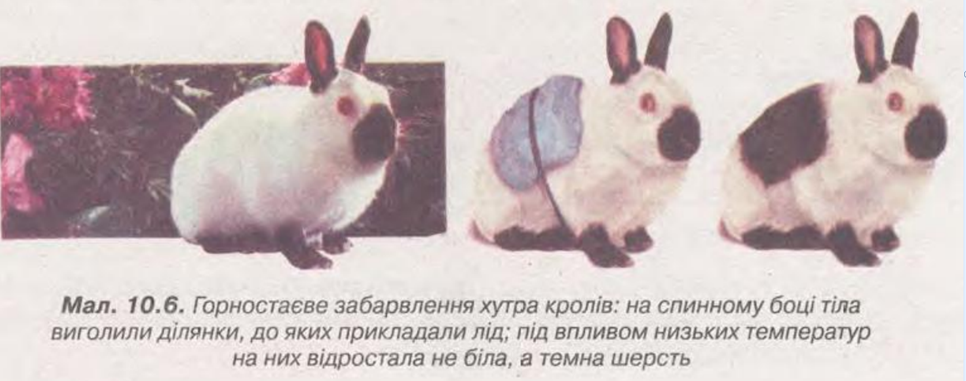 Мал. 10.6. Горностаєве забарвлення хутра кролів: на спинному боці тіла
виголили ділянки, до яких прикладали лід; під впливом низьких температур
на них відростала не біла, а темна шерсть